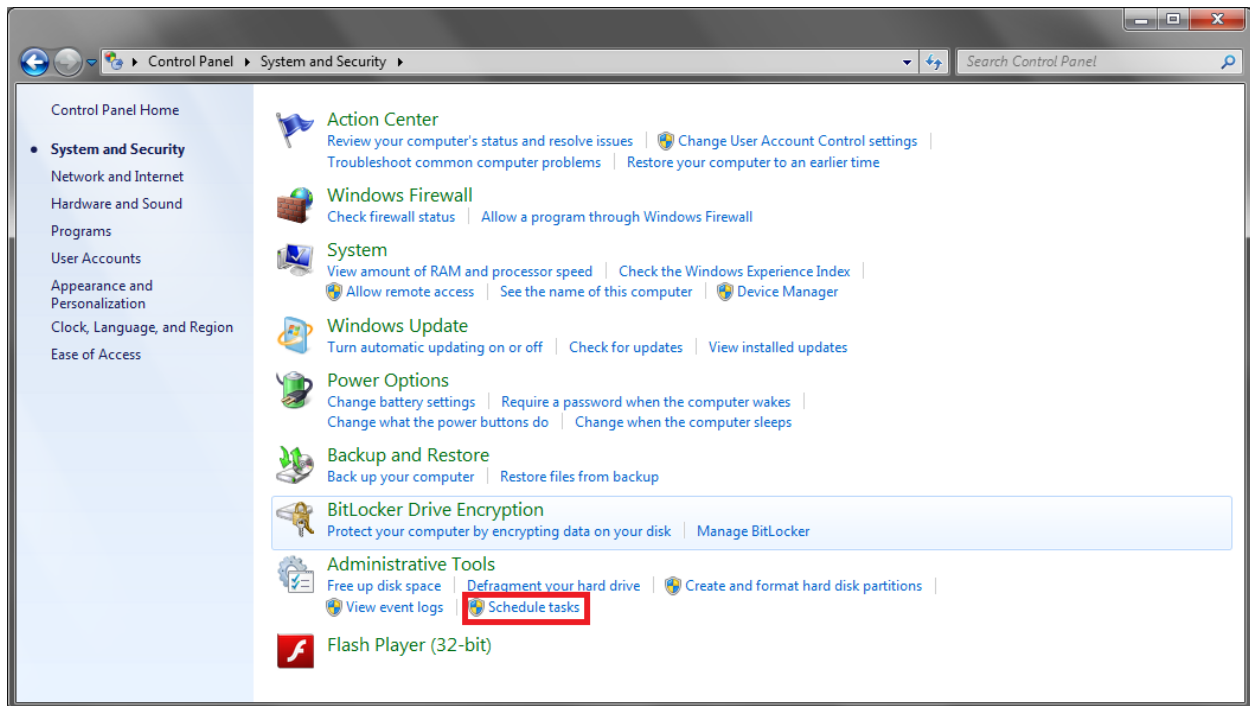 Control Panel System and Security
Search Control Panel
Control Panel Home
System and Security
Network and Internet
Hardware and Sound
Programs
User Accounts
Appearance and
Personalization
Clock, Language, and Region
Ease of Access
Action Center
Review your computer's status and resolve issues Change User Account Control settings
Troubleshoot common computer problems Restore your computer to an earlier time
Windows Firewall
Check firewall status Allow a program through Windows Firewall
System
View amount of RAM and processor speed Check the Windows Experience Index
Allow remote access See the name of this computer Device Manager
Windows Update
Turn automatic updating on or off Check for updates View installed updates
Power Options
Change battery settings Require a password when the computer wakes
Change what the power buttons do Change when the computer sleeps
Backup and Restore
Back up your computer Restore files from backup
BitLocker Drive Encryption
Protect your computer by encrypting data on your disk Manage BitLocker
Administrative Tools
Free up disk space Defragment your hard drive Create and format hard disk partitions
View event logs Schedule tasks
Flash Player (32-bit)